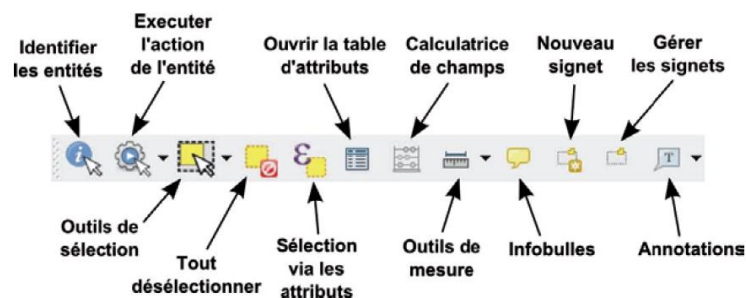 Identifier
les entités
Executer
l'action
de l'entité
Ouvrir la table
d'attributs
Calculatrice
de champs
Nouveau
signet
Gérer
les signets
i
ε
T
Outils de
sélection
Tout
désélectionner
Sélection
via les
attributs
Outils de
mesure
Infobulles
Annotations